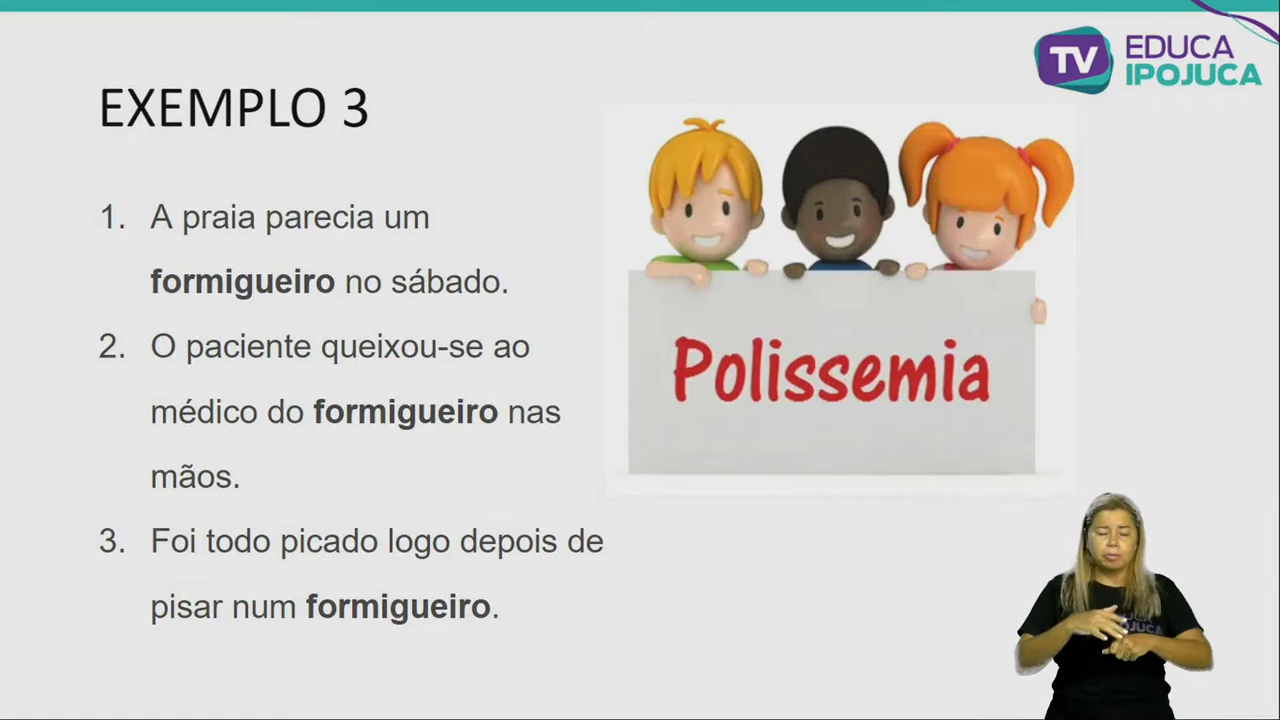 TV EDUCA
IPOJUCA
EXEMPLO 3
1. A praia parecia um
formigueiro no sábado.
2. O paciente queixou-se ao
médico do formigueiro nas
mãos.
3. Foi todo picado logo depois de
pisar num formigueiro.
Polissemia